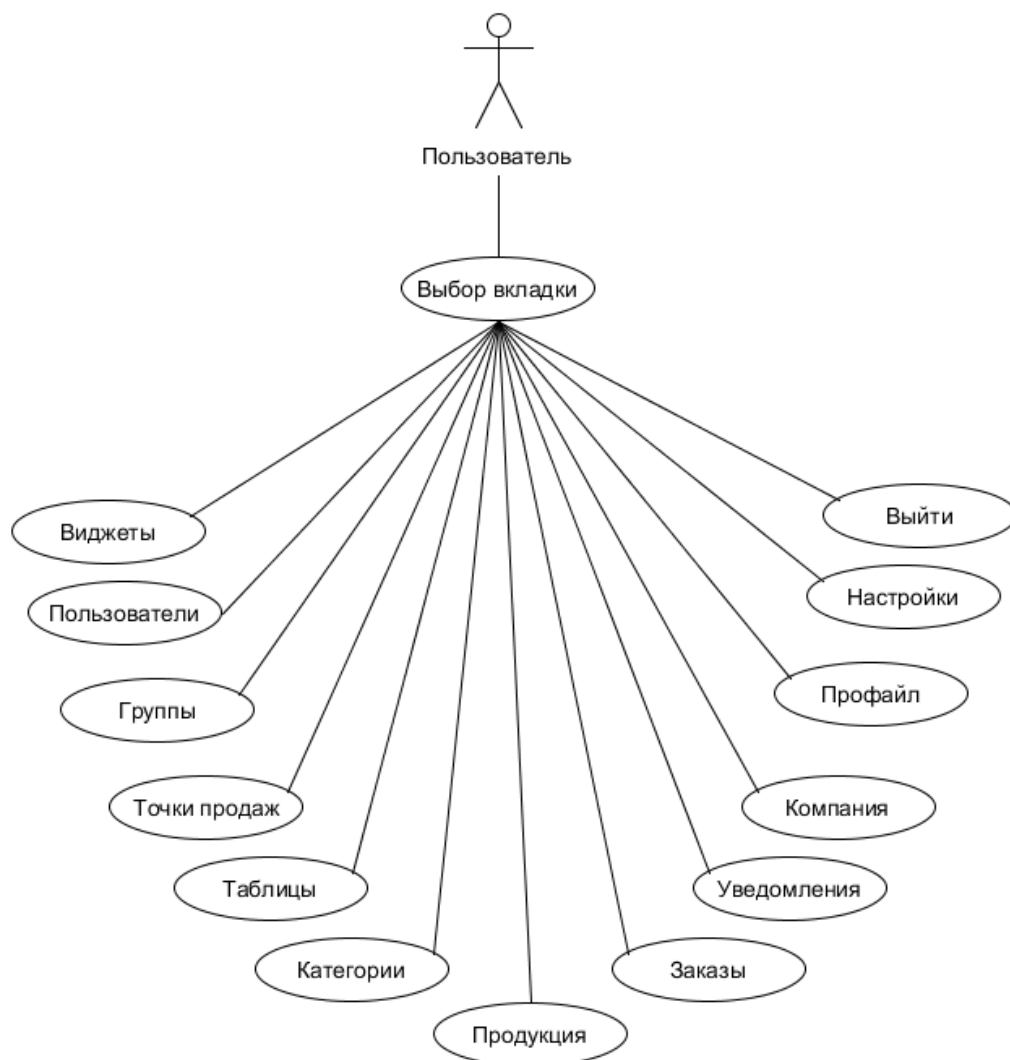 Пользователь
Выбор вкладки
Виджеты
Выйти
Пользователи
Настройки
Группы
Профайл
Точки продаж
Компания
Таблицы
Уведомления
Категории
Заказы
Продукция